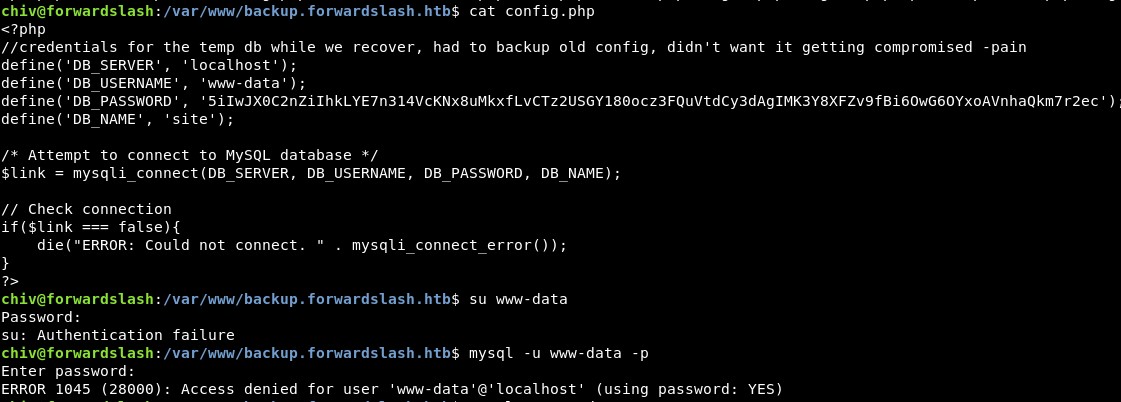 chiv@forwardslash:/var/www/backup.forwardslash.htb$ cat config.php
<?php
//credentials for the temp db while we recover, had to backup old config, didn't want it getting compromised -pain
define('DB_SERVER', 'localhost');
define('DB_USERNAME', 'www-data');
define('DB_PASSWORD', '5iIwJX0C2nZiIhkLYE7n314VcKNx8uMkxfLvCTz2USGY180ocz3FQuVtdCy3dAgIMK3Y8XFZv9fBi6OwG6OYxoAVnhaQkm7r2ec');
define('DB_NAME', 'site');

/* Attempt to connect to MySQL database */
$link = mysqli_connect(DB_SERVER, DB_USERNAME, DB_PASSWORD, DB_NAME);

// Check connection
if($link === false){
    die("ERROR: Could not connect. " . mysqli_connect_error());
}
?>
chiv@forwardslash:/var/www/backup.forwardslash.htb$ su www-data
Password:
su: Authentication failure
chiv@forwardslash:/var/www/backup.forwardslash.htb$ mysql -u www-data -p
Enter password:
ERROR 1045 (28000): Access denied for user 'www-data'@'localhost' (using password: YES)